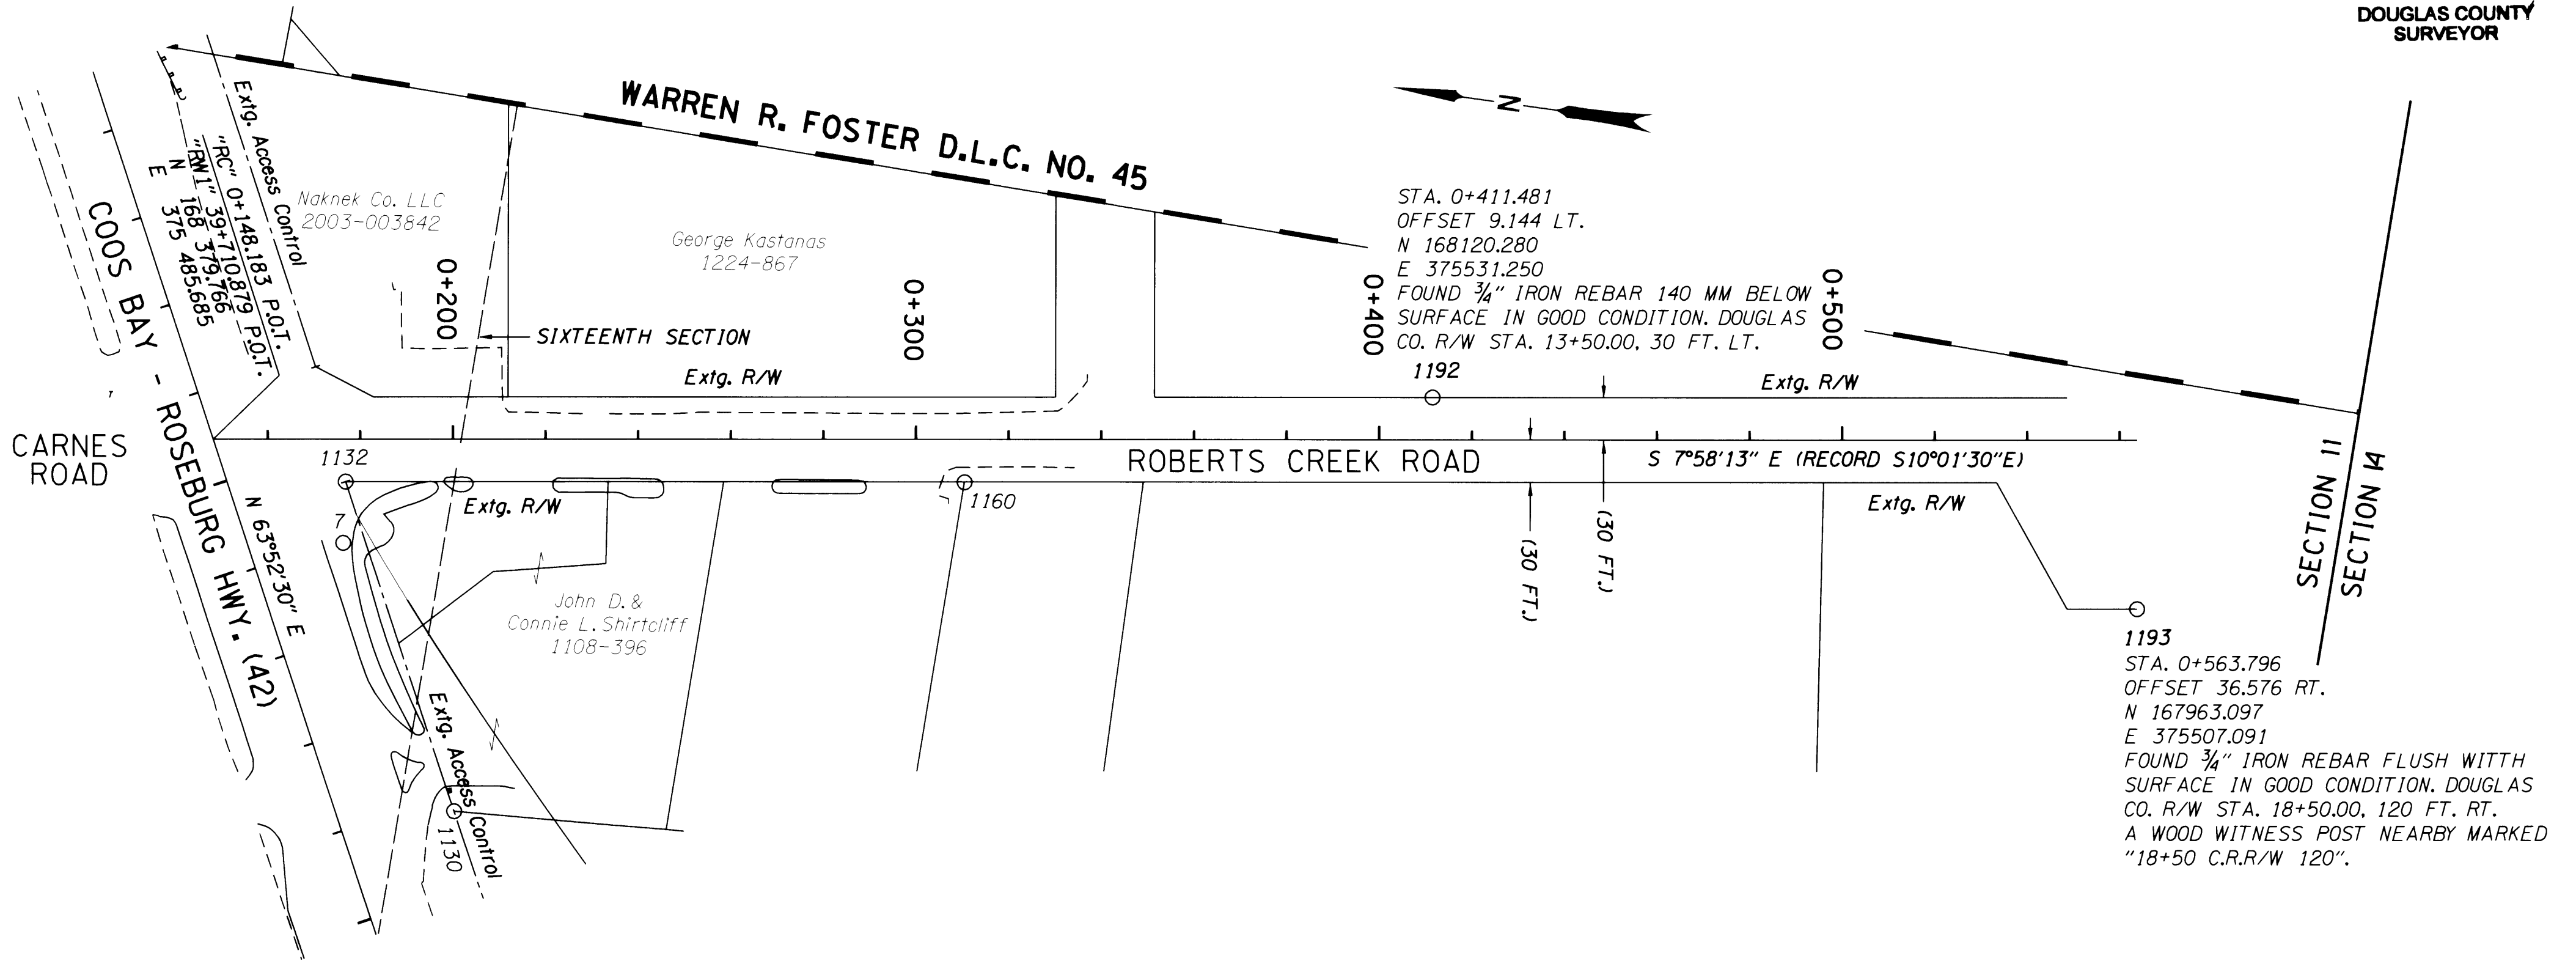 DOUGLAS COUNTY
SURVEYOR
WARREN R. FOSTER D.L.C. NO. 45
N
Extg. Access Control
"RC" 0+148.183 P.O.T.
"RW1" 39+710.879 P.O.T.
N 168 379.766
E 375 485.685
COOS BAY - ROSEBURG HWY. (42)
Naknek Co. LLC
2003-003842
George Kastanas
1224-867
0+200
0+300
0+400
0+500
SIXTEENTH SECTION
Extg. R/W
STA. 0+411.481
OFFSET 9.144 LT.
N 168120.280
E 375531.250
FOUND ¾" IRON REBAR 140 MM BELOW
SURFACE IN GOOD CONDITION. DOUGLAS
CO. R/W STA. 13+50.00, 30 FT. LT.
1192
Extg. R/W
CARNES
ROAD
1132
ROBERTS CREEK ROAD
S 7°58'13" E (RECORD S10°01'30"E)
SECTION 11
SECTION 14
N 63°52'30" E
7
Extg. R/W
1160
(30 FT.)
(30 FT.)
Extg. R/W
John D. &
Connie L. Shirtcliff
1108-396
Extg. Access Control
1130
1193
STA. 0+563.796
OFFSET 36.576 RT.
N 167963.097
E 375507.091
FOUND ¾" IRON REBAR FLUSH WITTH
SURFACE IN GOOD CONDITION. DOUGLAS
CO. R/W STA. 18+50.00, 120 FT. RT.
A WOOD WITNESS POST NEARBY MARKED
"18+50 C.R.R/W 120".